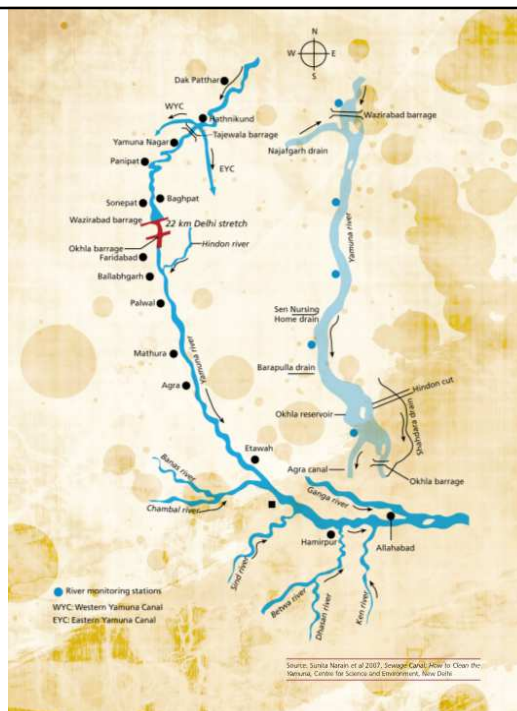 N
W E
S
Dak Patthar
WYC
Hathnikund
Tajewala barrage
Yamuna Nagar
Panipat
EYC
Sonepat
Baghpat
Wazirabad barrage
22 km Delhi stretch
Okhla barrage
Hindon river
Faridabad
Ballabhgarh
Palwal
Mathura
Yamuna river
Agra
Etawah
Banas river
Chambal river
Sind river
Hamirpur
Betwa river
Dhasan river
Ken river
Ganga river
Allahabad
Wazirabad barrage
Najafgarh drain
Yamuna river
Sen Nursing
Home drain
Barapulla drain
Hindon cut
Okhla reservoir
Shahdara drain
Agra canal
Okhla barrage
River monitoring stations
WYC: Western Yamuna Canal
EYC: Eastern Yamuna Canal
Source: Sunita Narain et al 2007, Sewage Canal: How to Clean the
Yamuna, Centre for Science and Environment, New Delhi